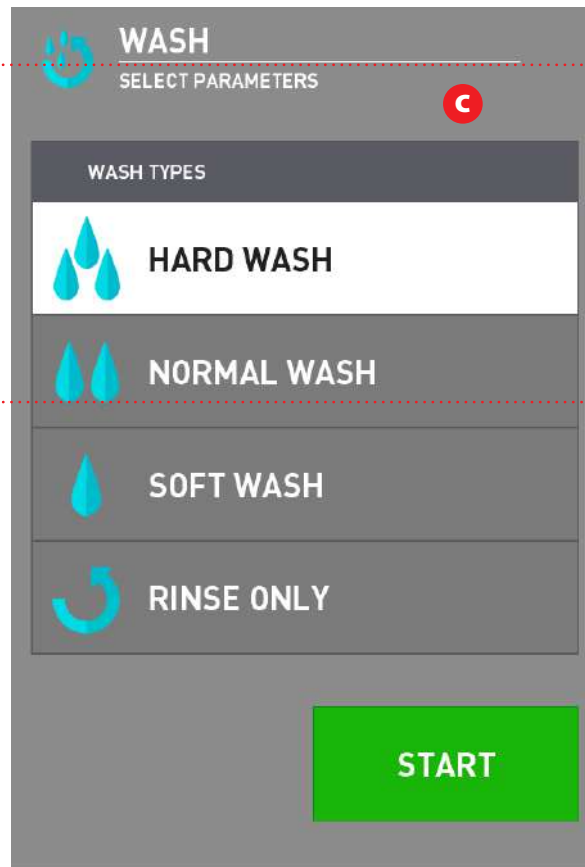 WASH
SELECT PARAMETERS
C
WASH TYPES
HARD WASH
NORMAL WASH
SOFT WASH
RINSE ONLY
START